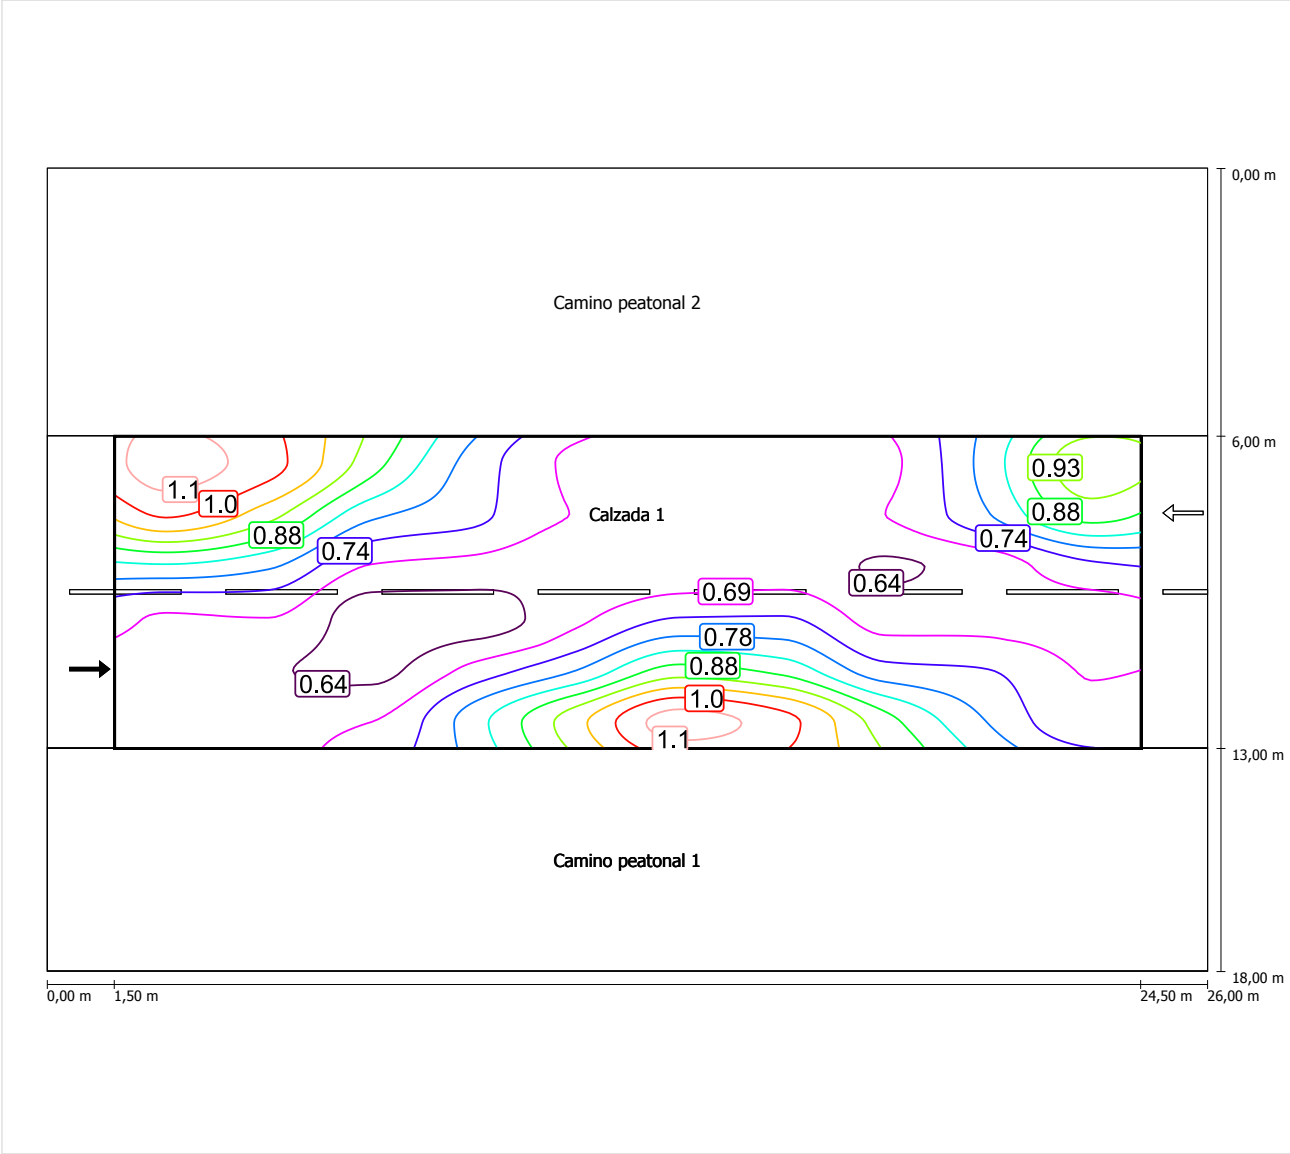 0,00 m
Camino peatonal 2
6,00 m
0.93
1.1
1.0
0.88
Calzada 1
0.88
0.74
0.74
0.64
0.69
0.78
0.88
0.64
1.0
1.1
13,00 m
Camino peatonal 1
18,00 m
0,00 m
1,50 m
24,50 m
26,00 m